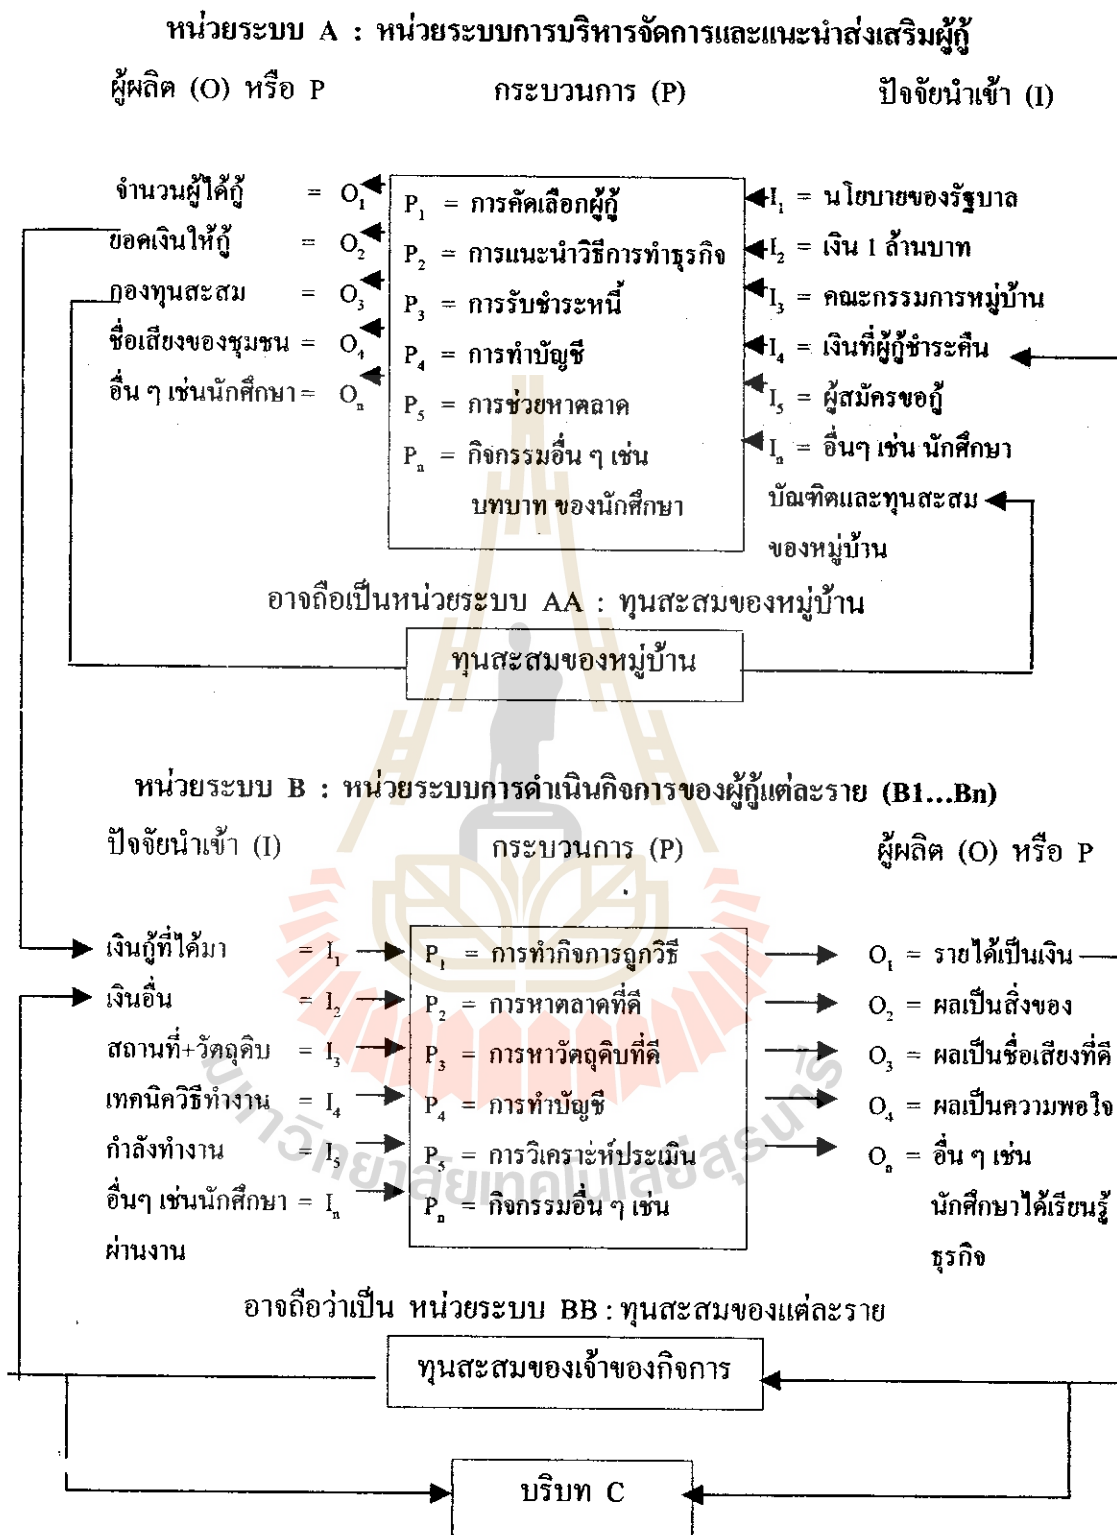 หน่วยระบบ A : หน่วยระบบการบริหารจัดการและแนะนำส่งเสริมผู้กู้
ผู้ผลิต (O) หรือ P กระบวนการ (P) ปัจจัยนำเข้า (I)
จำนวนผู้ได้กู้ = O1 P1 = การคัดเลือกผู้กู้ I1 = นโยบายของรัฐบาล
ยอดเงินให้กู้ = O2 P2 = การแนะนำวิธีการทำธุรกิจ I2 = เงิน 1 ล้านบาท
กองทุนสะสม = O3 P3 = การรับชำระหนี้ I3 = คณะกรรมการหมู่บ้าน
ชื่อเสียงของชุมชน = O4 P4 = การทำบัญชี I4 = เงินที่ผู้กู้ชำระคืน
อื่น ๆ เช่นนักศึกษา = On P5 = การช่วยหาตลาด I5 = ผู้สมัครขอกู้
Pn = กิจกรรมอื่น ๆ เช่น In = อื่นๆ เช่น นักศึกษา
บทบาท ของนักศึกษา บัณฑิตและทุนสะสม
ของหมู่บ้าน
อาจถือเป็นหน่วยระบบ AA : ทุนสะสมของหมู่บ้าน
ทุนสะสมของหมู่บ้าน
หน่วยระบบ B : หน่วยระบบการดำเนินกิจการของผู้กู้แต่ละราย (B1...Bn)
ปัจจัยนำเข้า (I) กระบวนการ (P) ผู้ผลิต (O) หรือ P
เงินกู้ที่ได้มา = I1 P1 = การทำกิจการถูกวิธี O1 = รายได้เป็นเงิน
เงินอื่น = I2 P2 = การหาตลาดที่ดี O2 = ผลเป็นสิ่งของ
สถานที่+วัตถุดิบ = I3 P3 = การหาวัตถุดิบที่ดี O3 = ผลเป็นชื่อเสียงที่ดี
เทคนิควิธีทำงาน = I4 P4 = การทำบัญชี O4 = ผลเป็นความพอใจ
กำลังทำงาน = I5 P5 = การวิเคราะห์ประเมิน On = อื่น ๆ เช่น
อื่นๆ เช่นนักศึกษา = In Pn = กิจกรรมอื่น ๆ เช่น นักศึกษาได้เรียนรู้
ผ่านงาน ธุรกิจ
มหาวิทยาลัยเทคโนโลยีสุรนารี
อาจถือว่าเป็น หน่วยระบบ BB : ทุนสะสมของแต่ละราย
ทุนสะสมของเจ้าของกิจการ
บริบท C